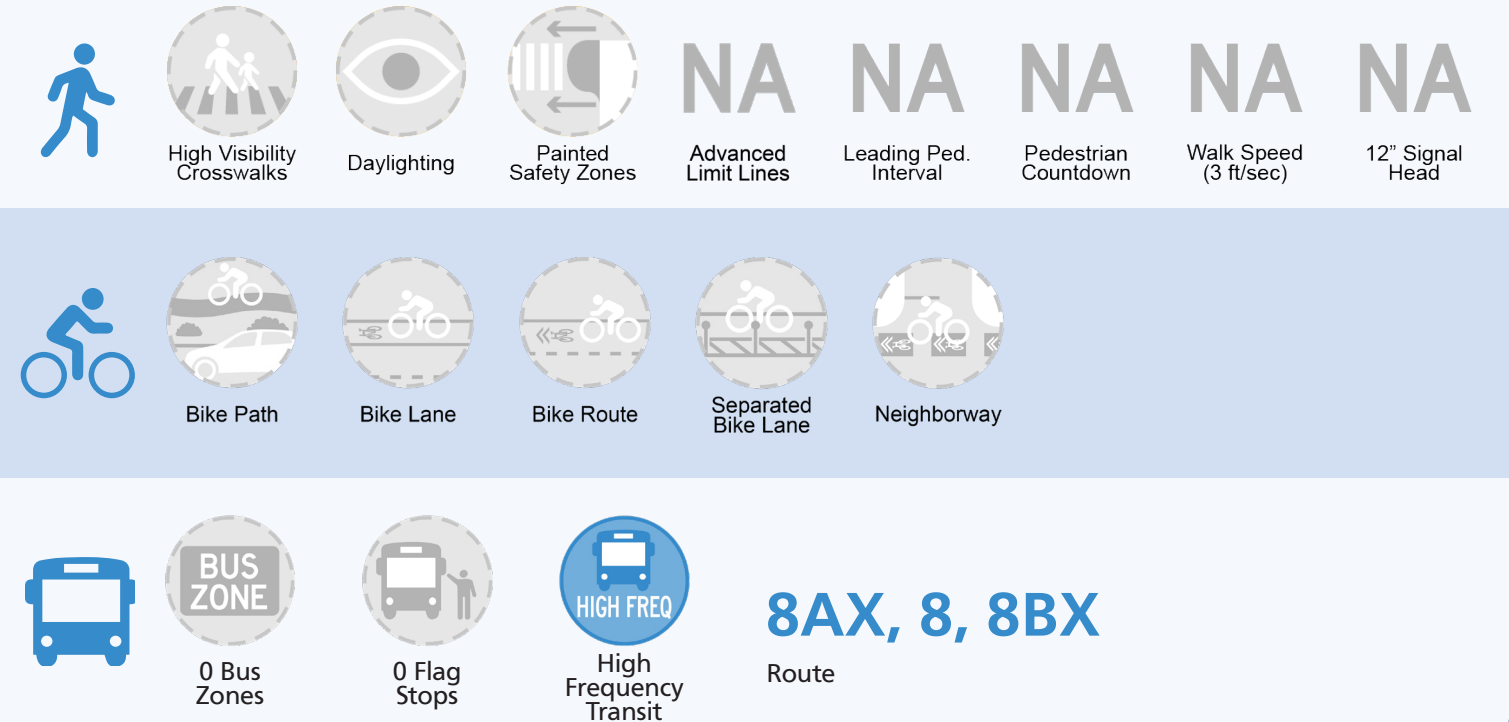 NA NA NA NA NA
High Visibility
Crosswalks
Daylighting
Painted
Safety Zones
Advanced
Limit Lines
Leading Ped.
Interval
Pedestrian
Countdown
Walk Speed
(3 ft/sec)
12” Signal
Head
Bike Path
Bike Lane
Bike Route
Separated
Bike Lane
Neighborway
BUS
ZONE
0 Bus
Zones
0 Flag
Stops
HIGH FREQ
High
Frequency
Transit
8AX, 8, 8BX
Route